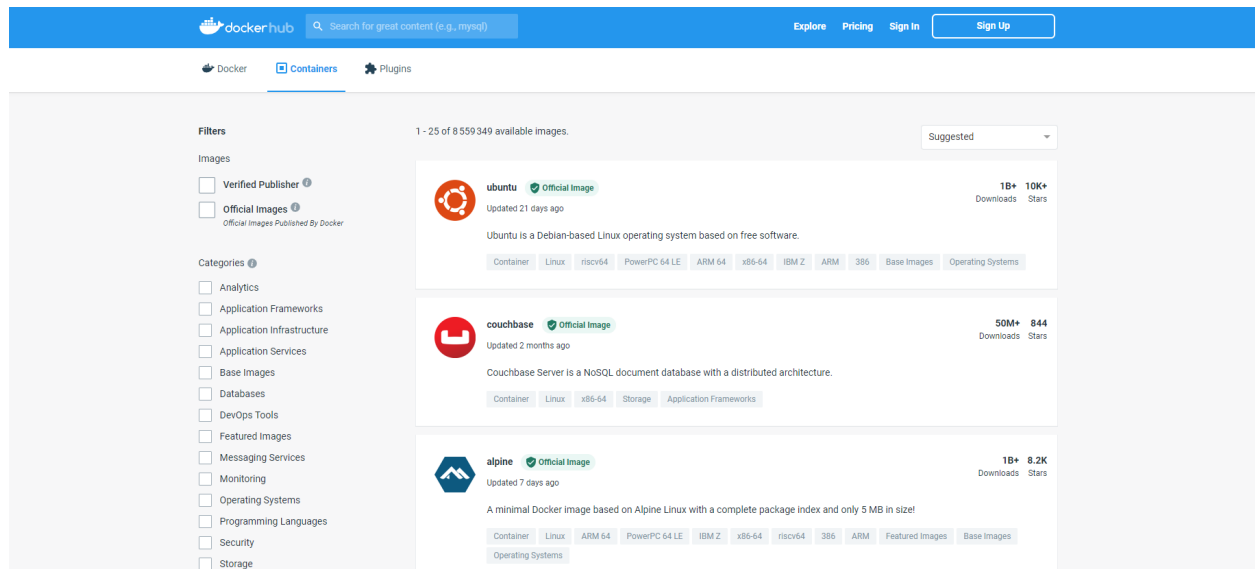 dockerhub Search for great content (e.g., mysql) Explore Pricing Sign In Sign Up
Docker Containers Plugins
Filters
Images
Verified Publisher
Official Images
Official Images Published By Docker
Categories
Analytics
Application Frameworks
Application Infrastructure
Application Services
Base Images
Databases
DevOps Tools
Featured Images
Messaging Services
Monitoring
Operating Systems
Programming Languages
Security
Storage
1 - 25 of 8 559 349 available images.
Suggested
ubuntu Official Image
Updated 21 days ago
1B+ 10K+
Downloads Stars
Ubuntu is a Debian-based Linux operating system based on free software.
Container Linux riscv64 PowerPC 64 LE ARM 64 x86-64 IBM Z ARM 386 Base Images Operating Systems
couchbase Official Image
Updated 2 months ago
50M+ 844
Downloads Stars
Couchbase Server is a NoSQL document database with a distributed architecture.
Container Linux x86-64 Storage Application Frameworks
alpine Official Image
Updated 7 days ago
1B+ 8.2K
Downloads Stars
A minimal Docker image based on Alpine Linux with a complete package index and only 5 MB in size!
Container Linux ARM 64 PowerPC 64 LE IBM Z x86-64 riscv64 386 ARM Featured Images Base Images
Operating Systems